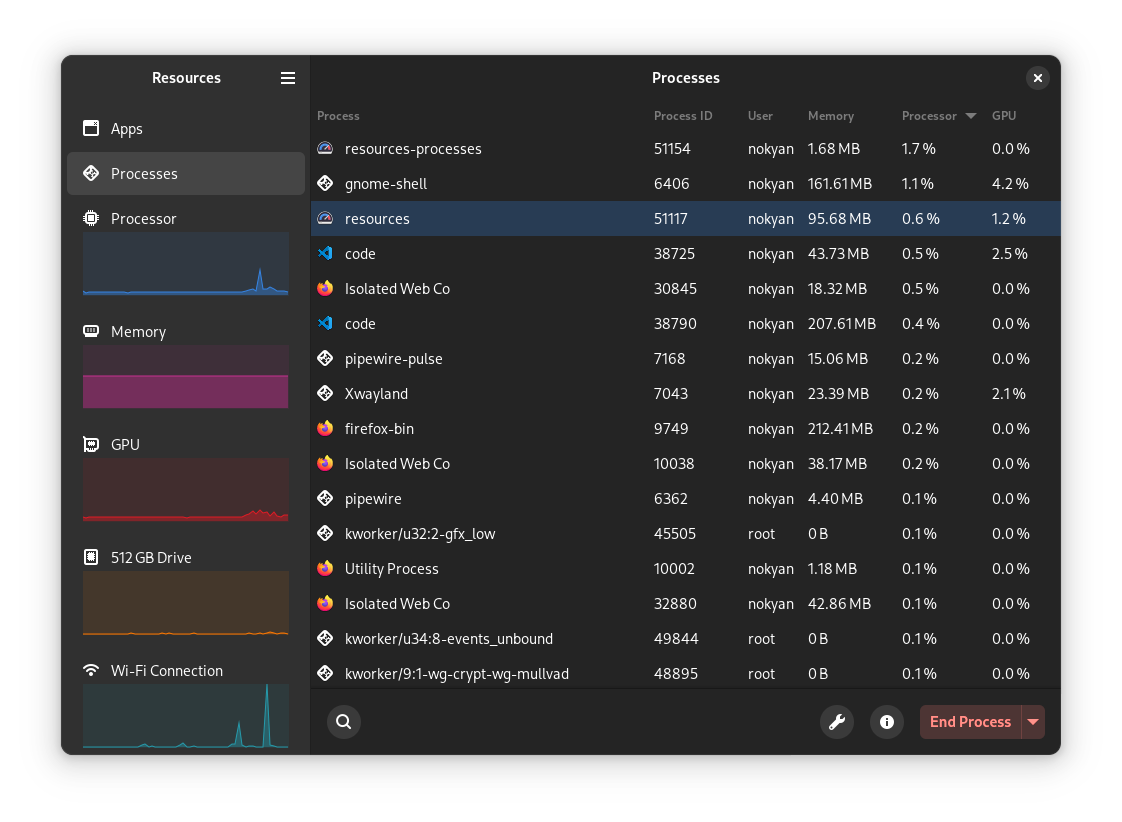 Resources
Processes
Apps
Processes
Processor
Memory
GPU
512 GB Drive
Wi-Fi Connection
Process Process ID User Memory Processor GPU
resources-processes 51154 nokyan 1.68 MB 1.7 % 0.0 %
gnome-shell 6406 nokyan 161.61 MB 1.1 % 4.2 %
resources 51117 nokyan 95.68 MB 0.6 % 1.2 %
code 38725 nokyan 43.73 MB 0.5 % 2.5 %
Isolated Web Co 30845 nokyan 18.32 MB 0.5 % 0.0 %
code 38790 nokyan 207.61 MB 0.4 % 0.0 %
pipewire-pulse 7168 nokyan 15.06 MB 0.2 % 0.0 %
Xwayland 7043 nokyan 23.39 MB 0.2 % 2.1 %
firefox-bin 9749 nokyan 212.41 MB 0.2 % 0.0 %
Isolated Web Co 10038 nokyan 38.17 MB 0.2 % 0.0 %
pipewire 6362 nokyan 4.40 MB 0.1 % 0.0 %
kworker/u32:2-gfx_low 45505 root 0 B 0.1 % 0.0 %
Utility Process 10002 nokyan 1.18 MB 0.1 % 0.0 %
Isolated Web Co 32880 nokyan 42.86 MB 0.1 % 0.0 %
kworker/u34:8-events_unbound 49844 root 0 B 0.1 % 0.0 %
kworker/9:1-wg-crypt-wg-mullvad 48895 root 0 B 0.1 % 0.0 %
End Process